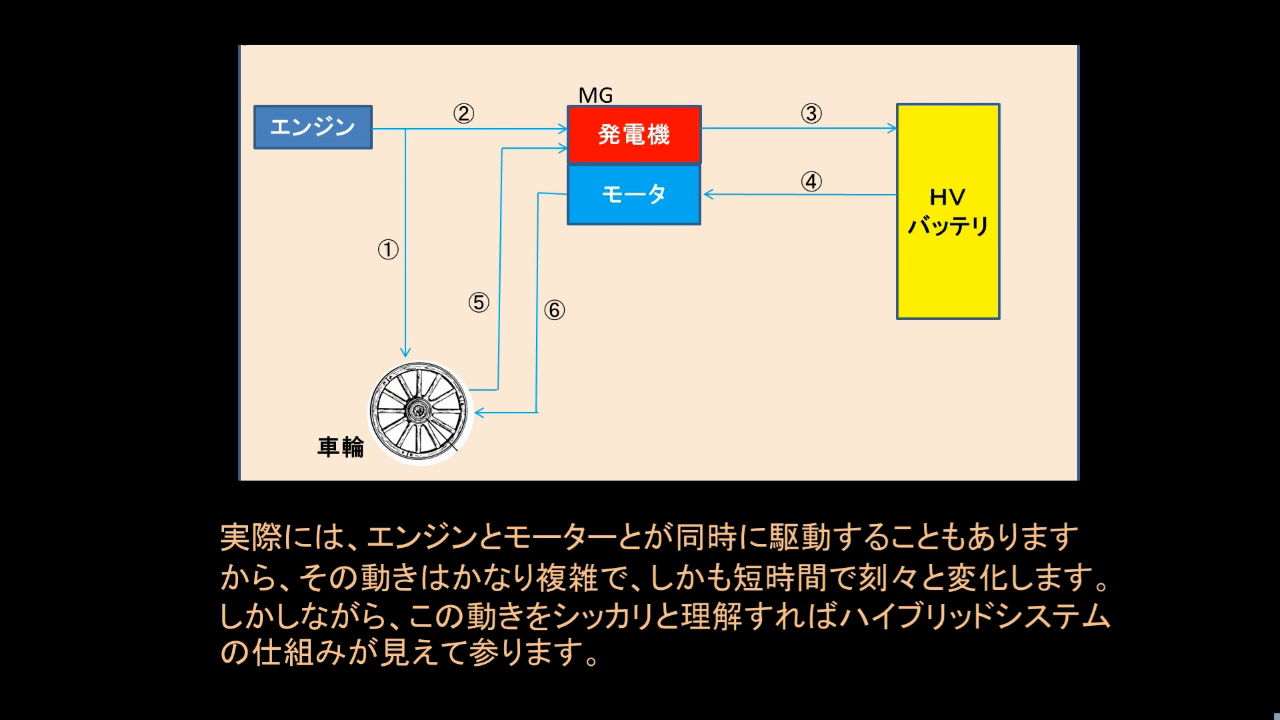 MG
エンジン
②
発電機
③
モータ
④
HV
バッテリ
①
⑤
⑥
車輪
実際には、エンジンとモーターとが同時に駆動することもあります
から、その動きはかなり複雑で、しかも短時間で刻々と変化します。
しかしながら、この動きをシッカリと理解すればハイブリッドシステム
の仕組みが見えて参ります。